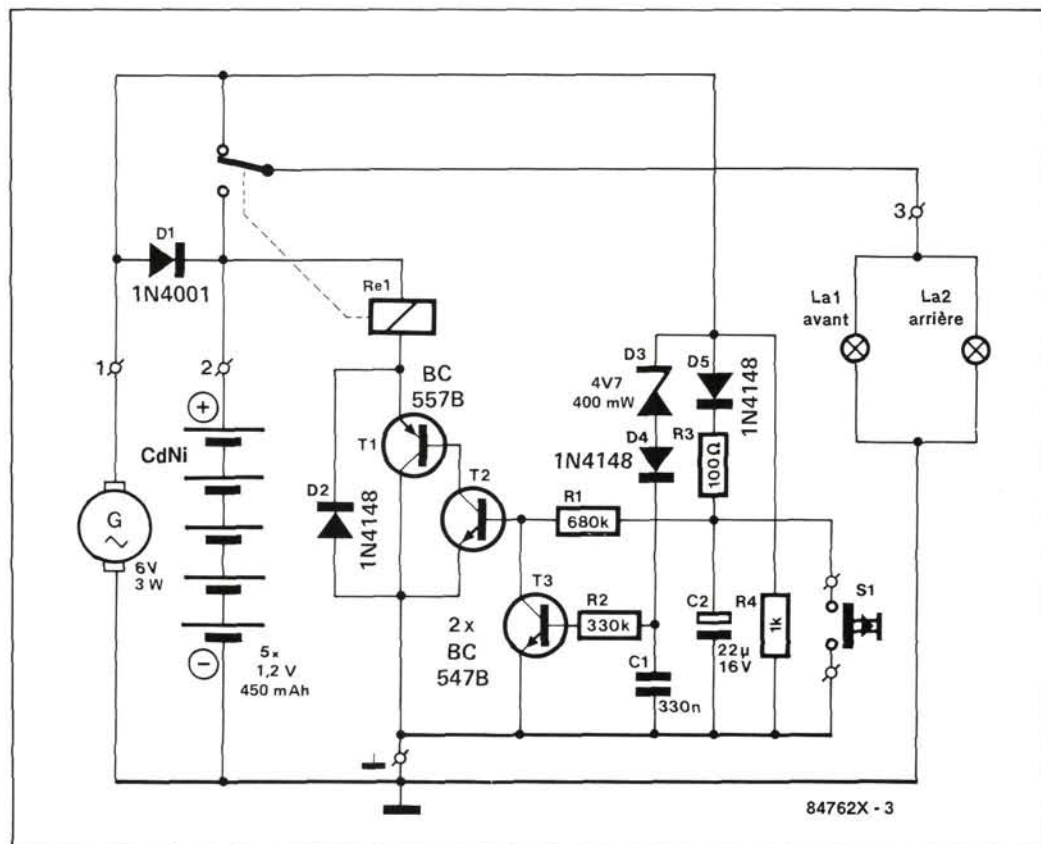 3
D1
1N4001
Re1
La1
avant
La2
arrière
1
2
BC
557B
D3
4V7
400 mW
D5
1N4148
+
CdNi
T1
D4
1N4148
R3
100Ω
T2
D2
1N4148
R1
680k
G
6V
3 W
T3
R2
330k
C2
22µ
16V
R4
1k
S1
2 x
BC
547B
C1
330n
−
5x
1,2 V
450 mAh
84762X - 3